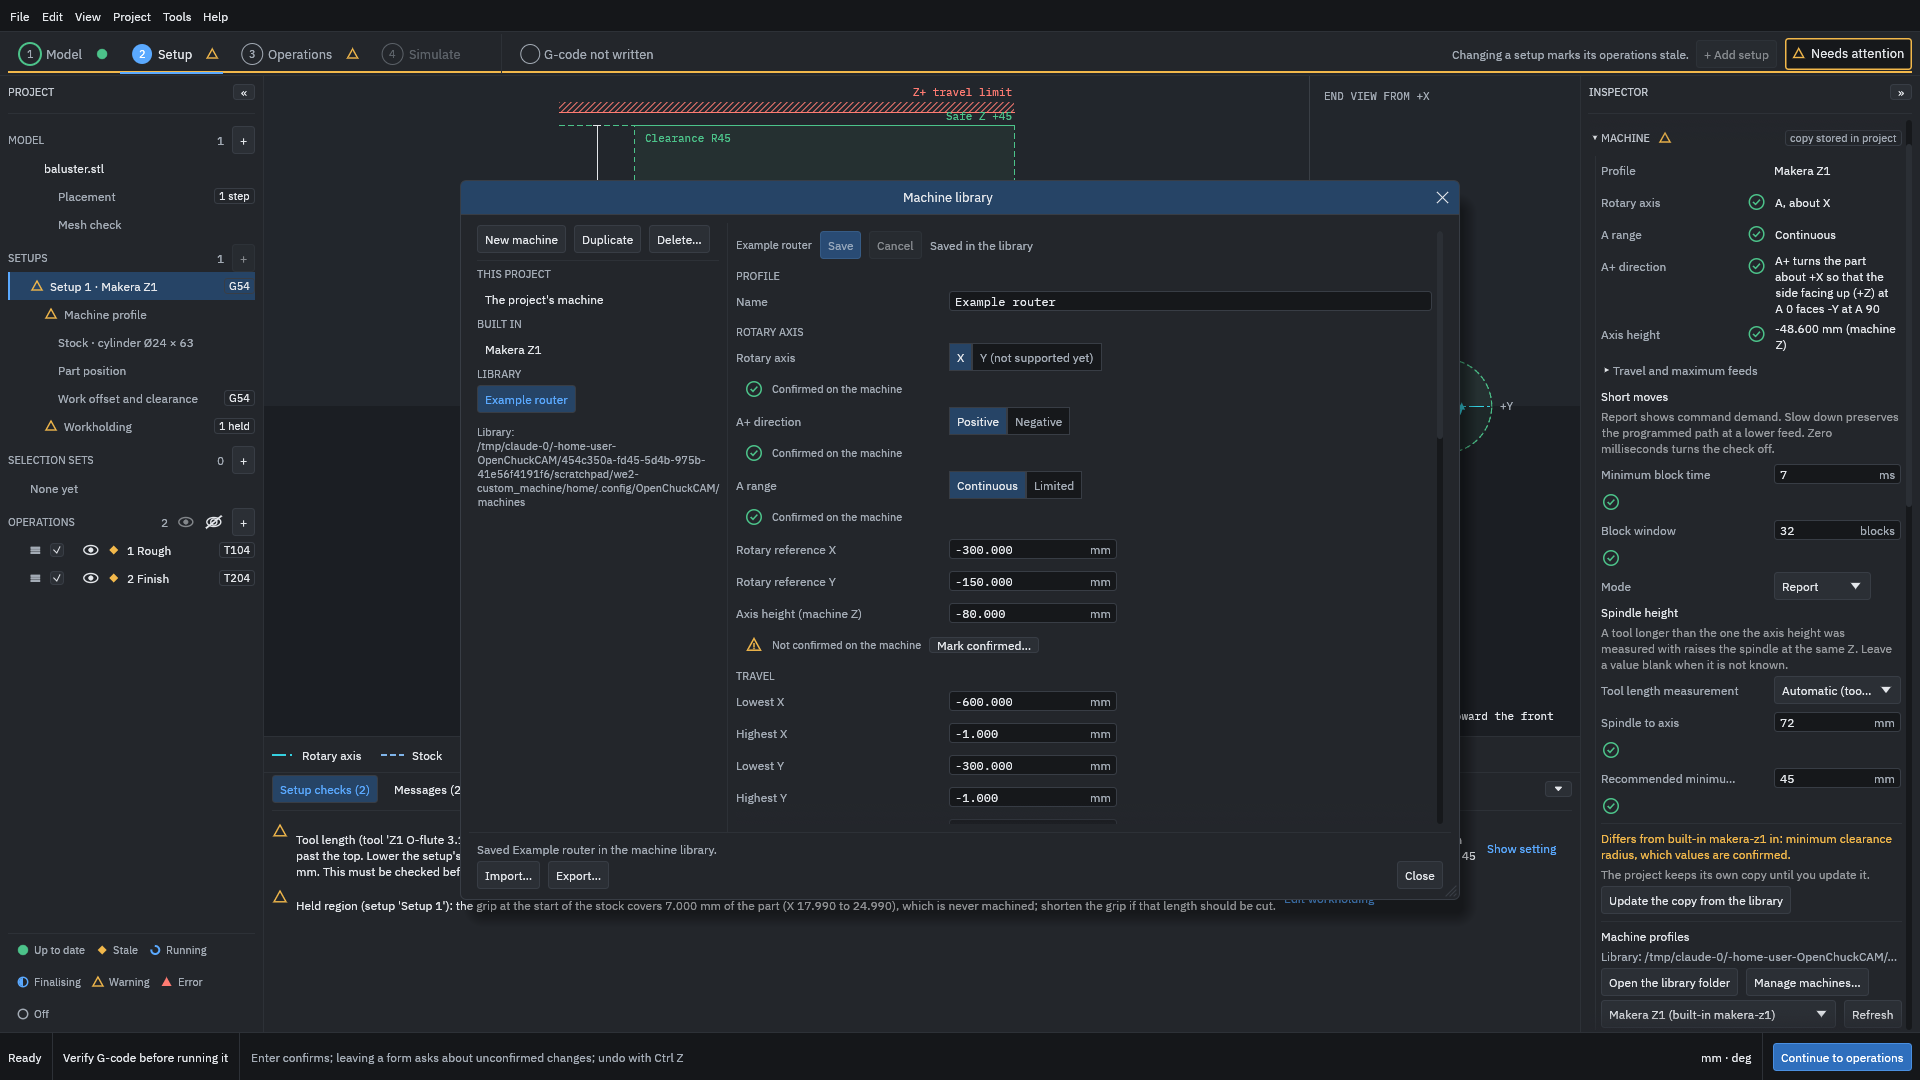 File Edit View Project Tools Help
1 Model 2 Setup 3 Operations 4 Simulate G-code not written Changing a setup marks its operations stale. + Add setup Needs attention
PROJECT «
MODEL 1 +
baluster.stl
Placement 1 step
Mesh check
SETUPS 1 +
Setup 1 · Makera Z1 G54
Machine profile
Stock · cylinder Ø24 × 63
Part position
Work offset and clearance G54
Workholding 1 held
SELECTION SETS 0 +
None yet
OPERATIONS 2 +
1 Rough T104
2 Finish T204
Up to date Stale Running
Finalising Warning Error
Off
Z+ travel limit
Safe Z +45
Clearance R45
END VIEW FROM +X
+Y
ward the front
Rotary axis Stock
Setup checks (2) Messages (2
Tool length (tool 'Z1 O-flute 3.
past the top. Lower the setup's
mm. This must be checked bef
45 Show setting
Held region (setup 'Setup 1'): the grip at the start of the stock covers 7.000 mm of the part (X 17.990 to 24.990), which is never machined; shorten the grip if that length should be cut. Edit workholding
Machine library
New machine Duplicate Delete...
THIS PROJECT
The project's machine
BUILT IN
Makera Z1
LIBRARY
Example router
Library:
/tmp/claude-0/-home-user-
OpenChuckCAM/454c350a-fd45-5d4b-975b-
41e56f4191f6/scratchpad/we2-
custom_machine/home/.config/OpenChuckCAM/
machines
Example router Save Cancel Saved in the library
PROFILE
Name Example router
ROTARY AXIS
Rotary axis X Y (not supported yet)
Confirmed on the machine
A+ direction Positive Negative
Confirmed on the machine
A range Continuous Limited
Confirmed on the machine
Rotary reference X -300.000 mm
Rotary reference Y -150.000 mm
Axis height (machine Z) -80.000 mm
Not confirmed on the machine Mark confirmed...
TRAVEL
Lowest X -600.000 mm
Highest X -1.000 mm
Lowest Y -300.000 mm
Highest Y -1.000 mm
Saved Example router in the machine library.
Import... Export... Close
INSPECTOR »
MACHINE copy stored in project
Profile Makera Z1
Rotary axis A, about X
A range Continuous
A+ direction A+ turns the part
about +X so that the
side facing up (+Z) at
A 0 faces -Y at A 90
Axis height -48.600 mm (machine
Z)
Travel and maximum feeds
Short moves
Report shows command demand. Slow down preserves
the programmed path at a lower feed. Zero
milliseconds turns the check off.
Minimum block time 7 ms
Block window 32 blocks
Mode Report
Spindle height
A tool longer than the one the axis height was
measured with raises the spindle at the same Z. Leave
a value blank when it is not known.
Tool length measurement Automatic (too...
Spindle to axis 72 mm
Recommended minimu... 45 mm
Differs from built-in makera-z1 in: minimum clearance
radius, which values are confirmed.
The project keeps its own copy until you update it.
Update the copy from the library
Machine profiles
Library: /tmp/claude-0/-home-user-OpenChuckCAM/...
Open the library folder Manage machines...
Makera Z1 (built-in makera-z1) Refresh
Ready Verify G-code before running it Enter confirms; leaving a form asks about unconfirmed changes; undo with Ctrl Z mm · deg Continue to operations